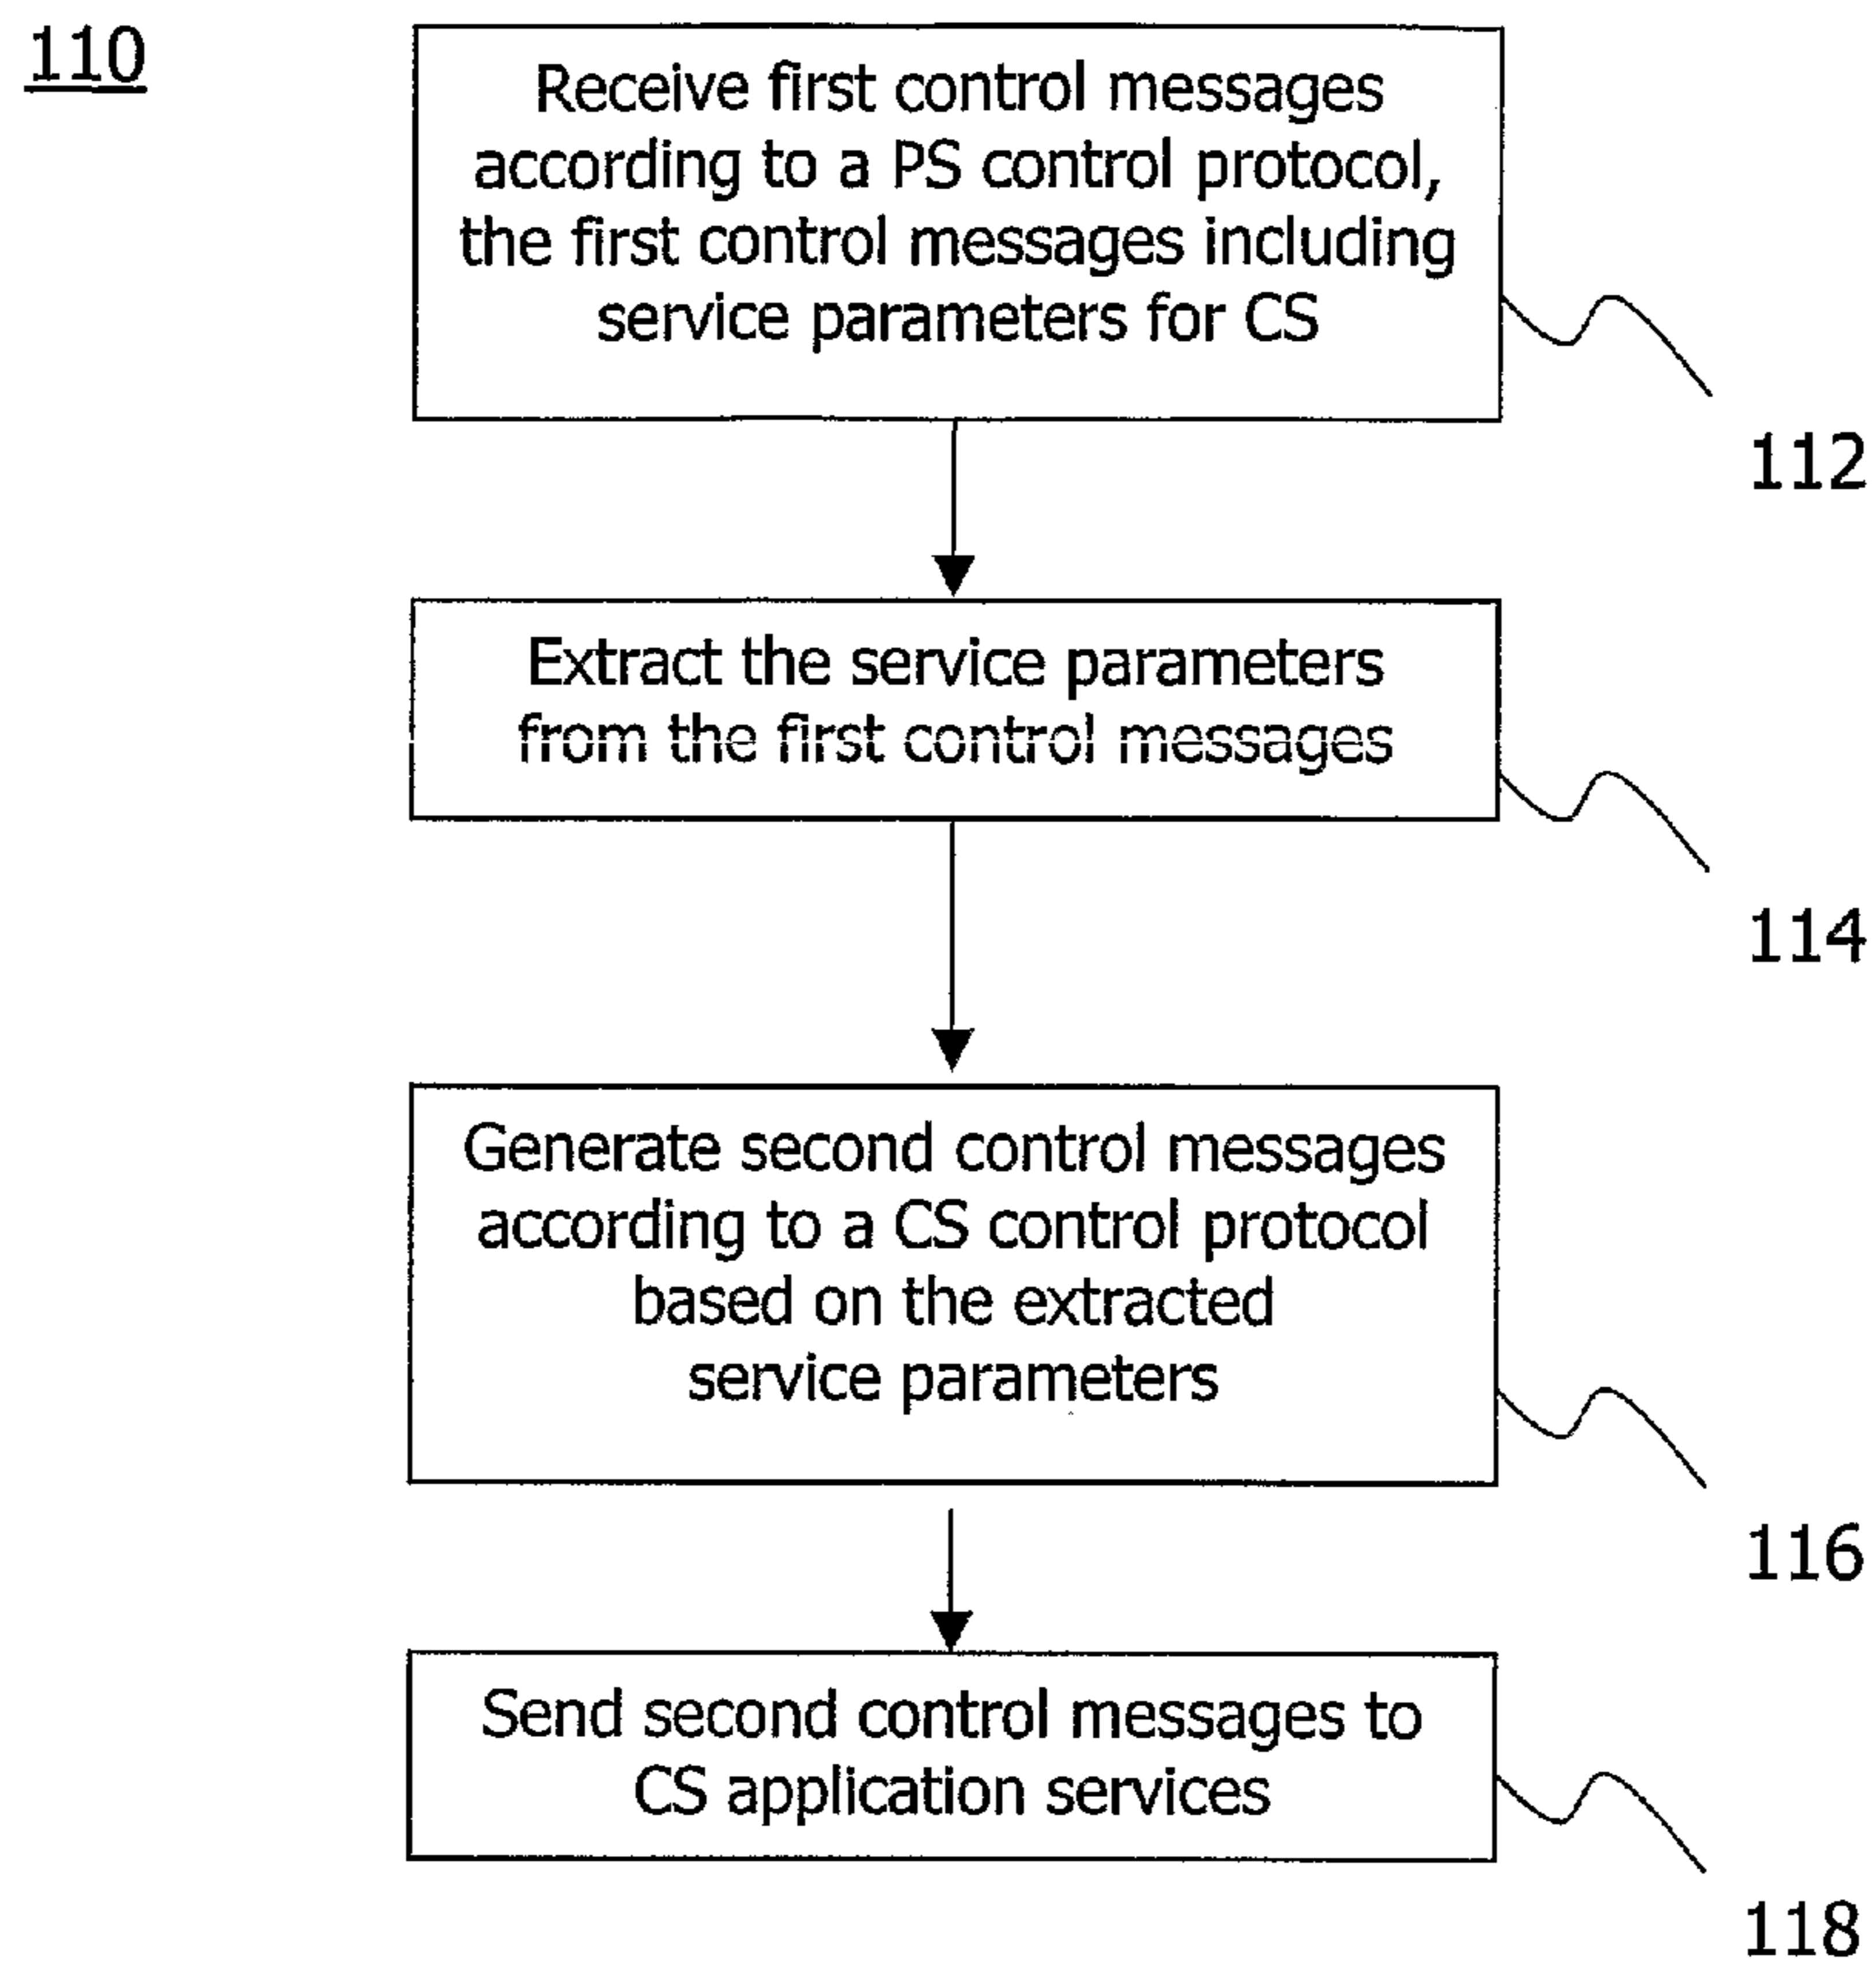 110
Receive first control messages
according to a PS control protocol,
the first control messages including
service parameters for CS
112
Extract the service parameters
from the first control messages
114
Generate second control messages
according to a CS control protocol
based on the extracted
service parameters
116
Send second control messages to
CS application services
118